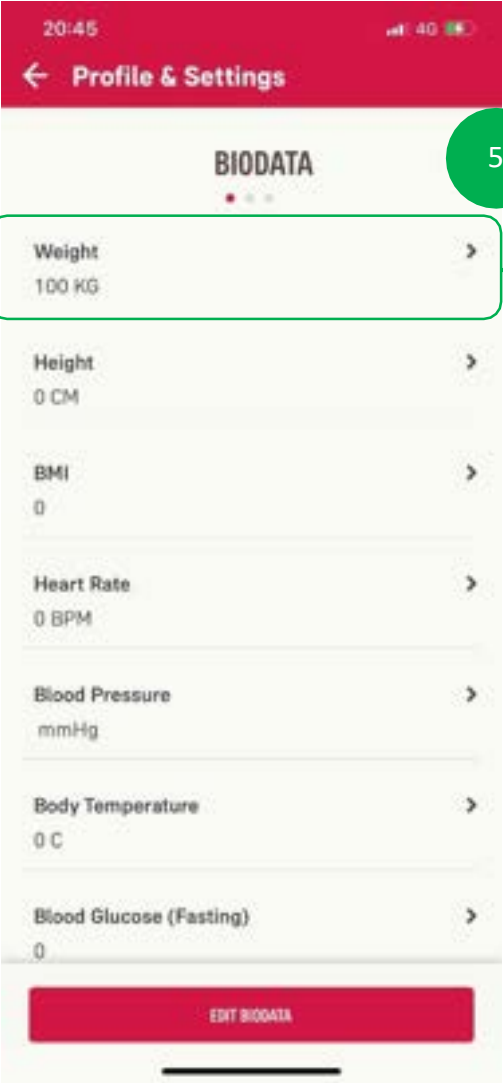 20:45
4G
Profile & Settings
BIODATA
5
Weight
100 KG
Height
0 CM
BMI
0
Heart Rate
0 BPM
Blood Pressure
mmHg
Body Temperature
0 C
Blood Glucose (Fasting)
0
EDIT BIODATA